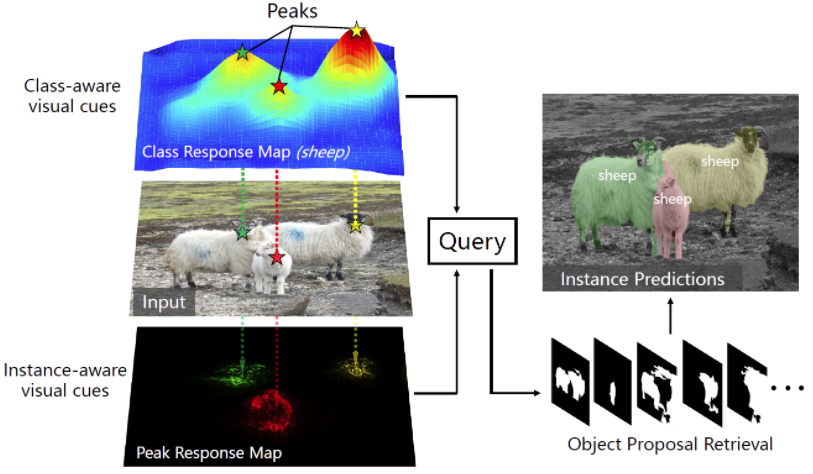 Peaks
Class-aware
visual cues
Class Response Map (sheep)
Input
Instance-aware
visual cues
Peak Response Map
Query
sheep
sheep
sheep
Instance Predictions
Object Proposal Retrieval